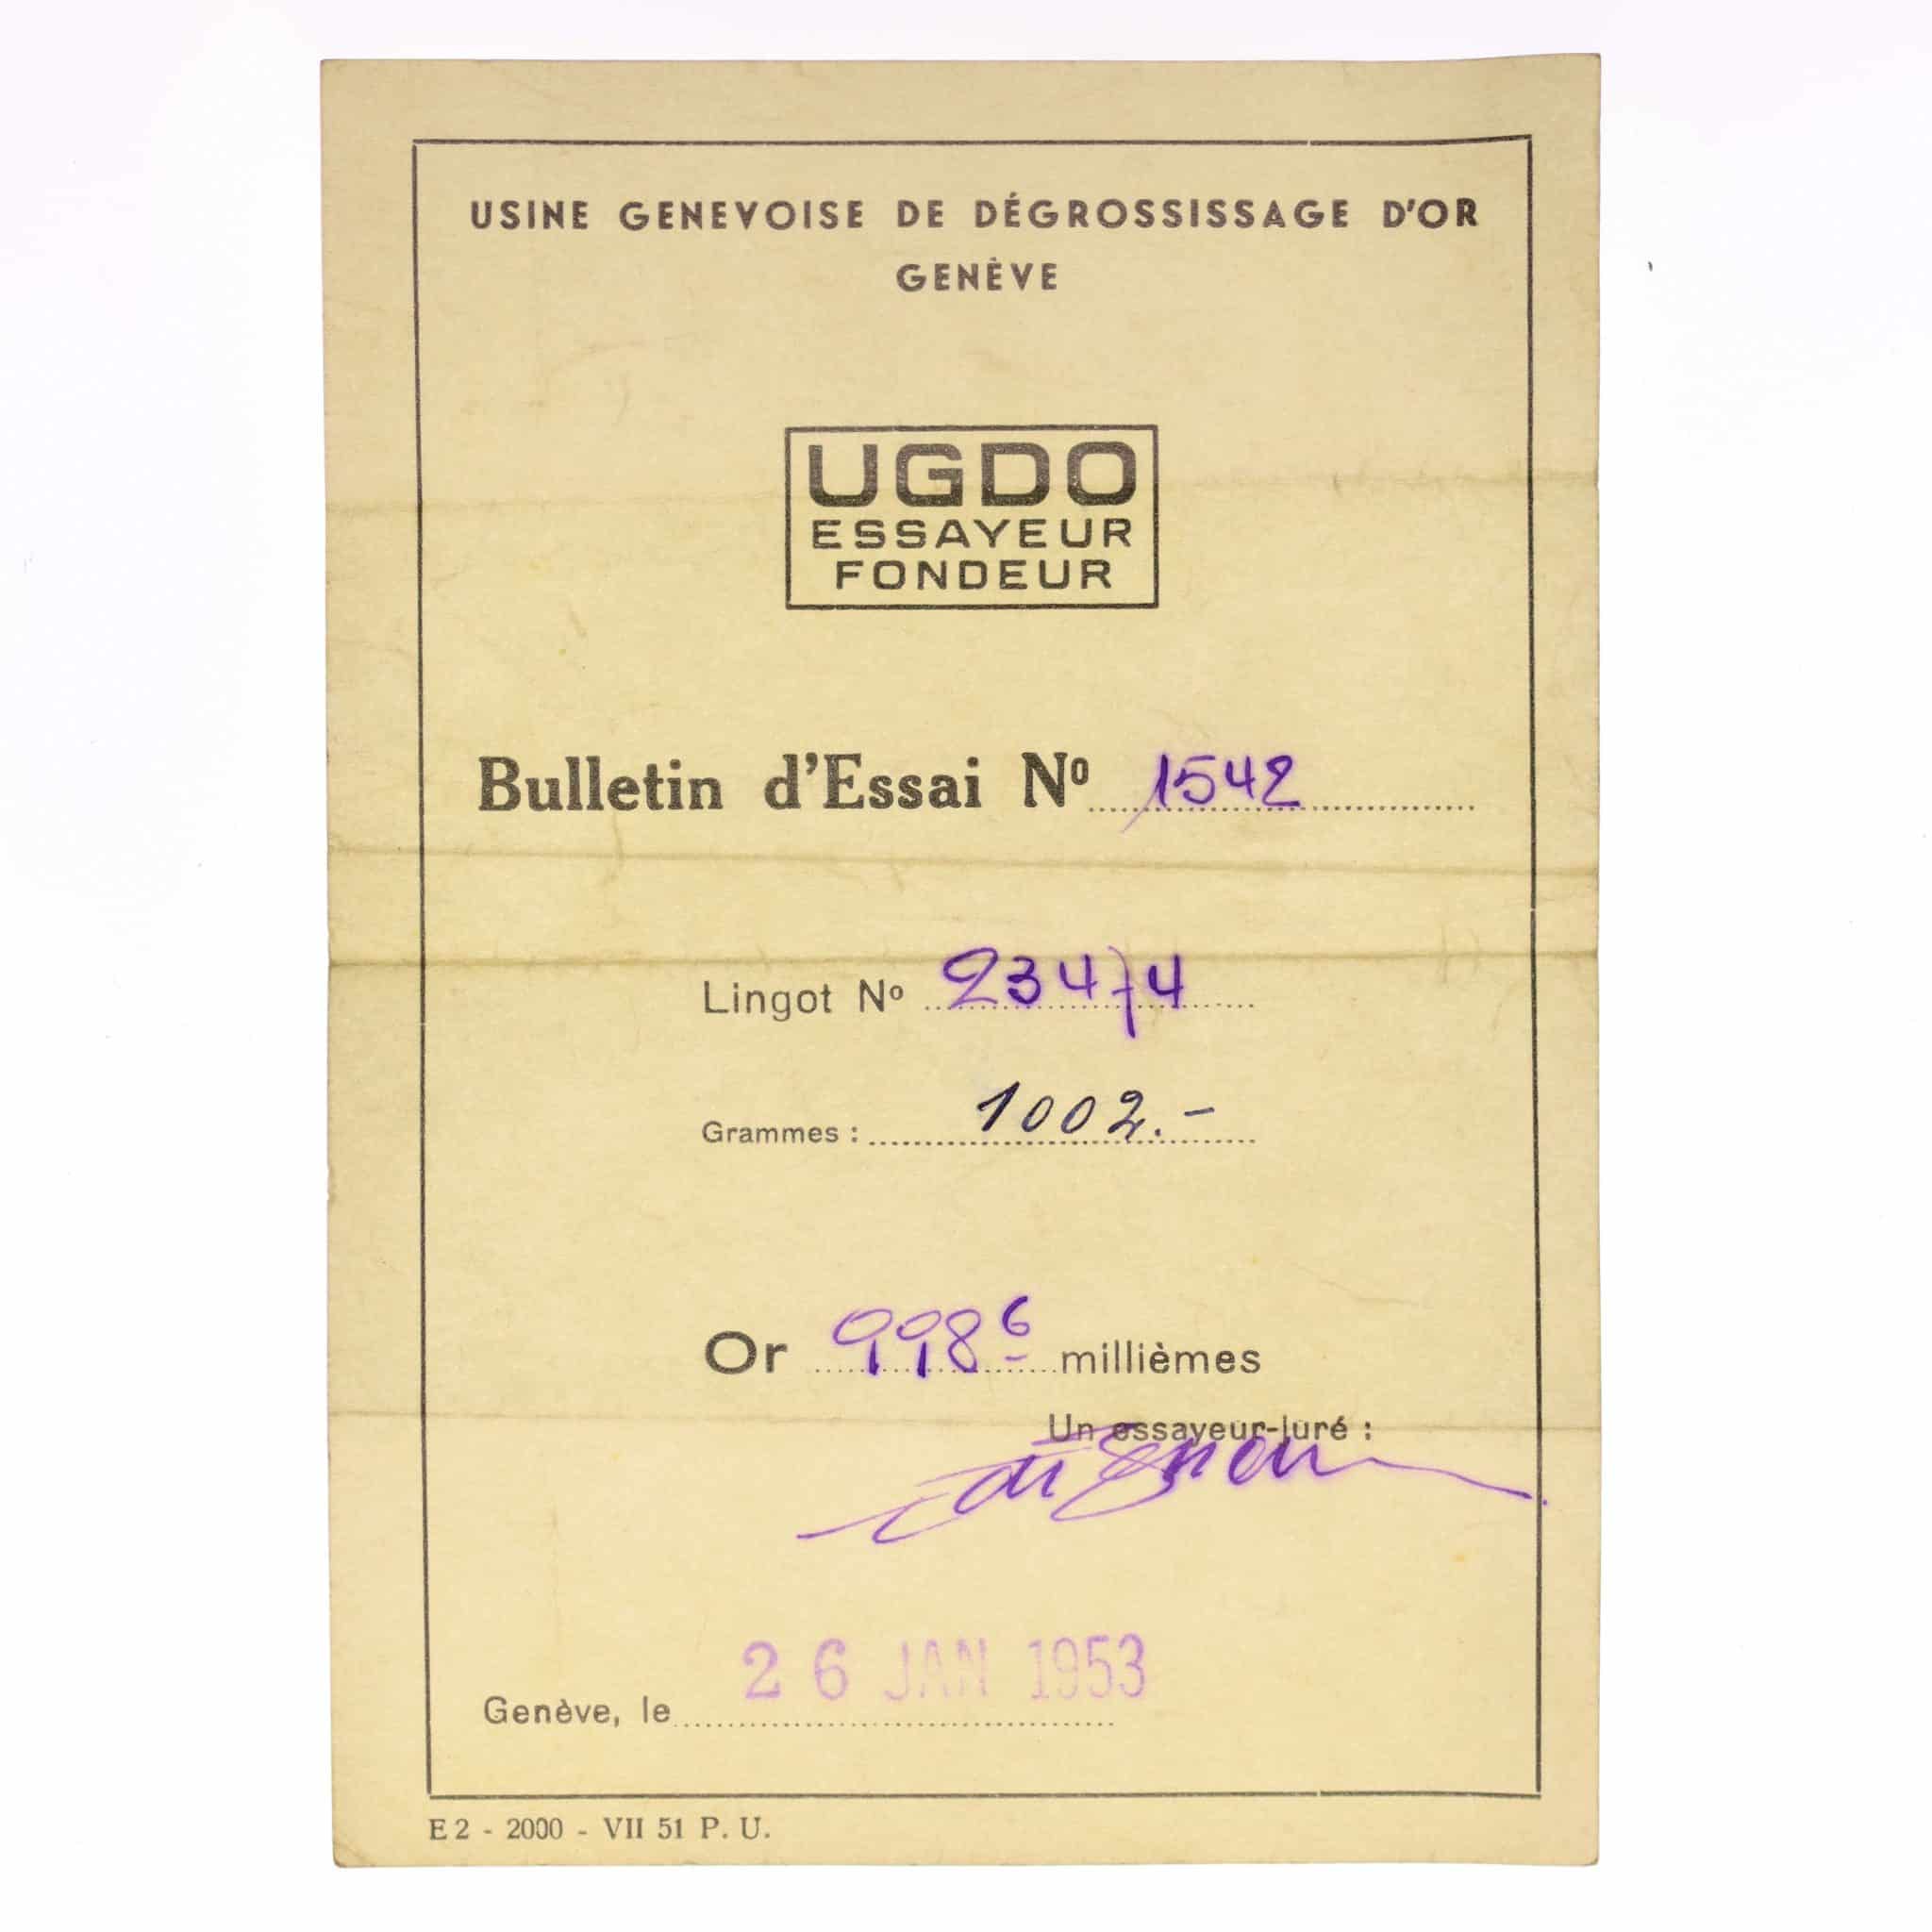 USINE GENEVOISE DE DÉGROSSISSAGE D'OR
GENÈVE
UGDO
ESSAYEUR
FONDEUR
Bulletin d'Essai Nº 1542
Lingot Nº 23474
Grammes : 1002.-
Or 998 6 millièmes
Un essayeur-juré :
Genève, le 26 JAN 1953
E 2 - 2000 - VII 51 P. U.